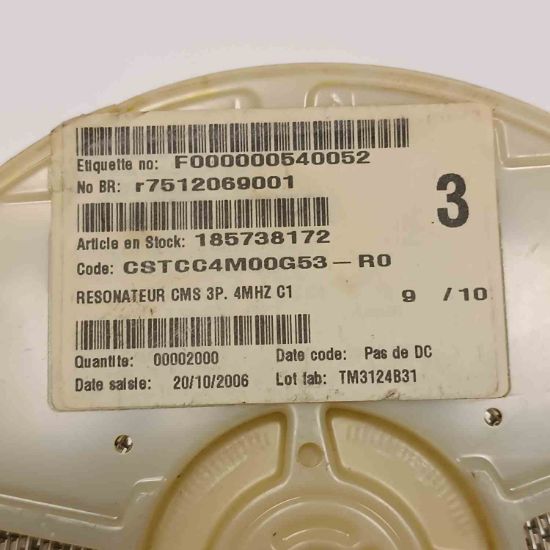 Etiquette no: F000000540052
No BR: r7512069001
3
Article en Stock: 185738172
Code: CSTCC4M00G53-R0
RESONATEUR CMS 3P. 4MHZ C1 9 /10
Quantite: 00002000 Date code: Pas de DC
Date saisie: 20/10/2006 Lot fab: TM3124B31